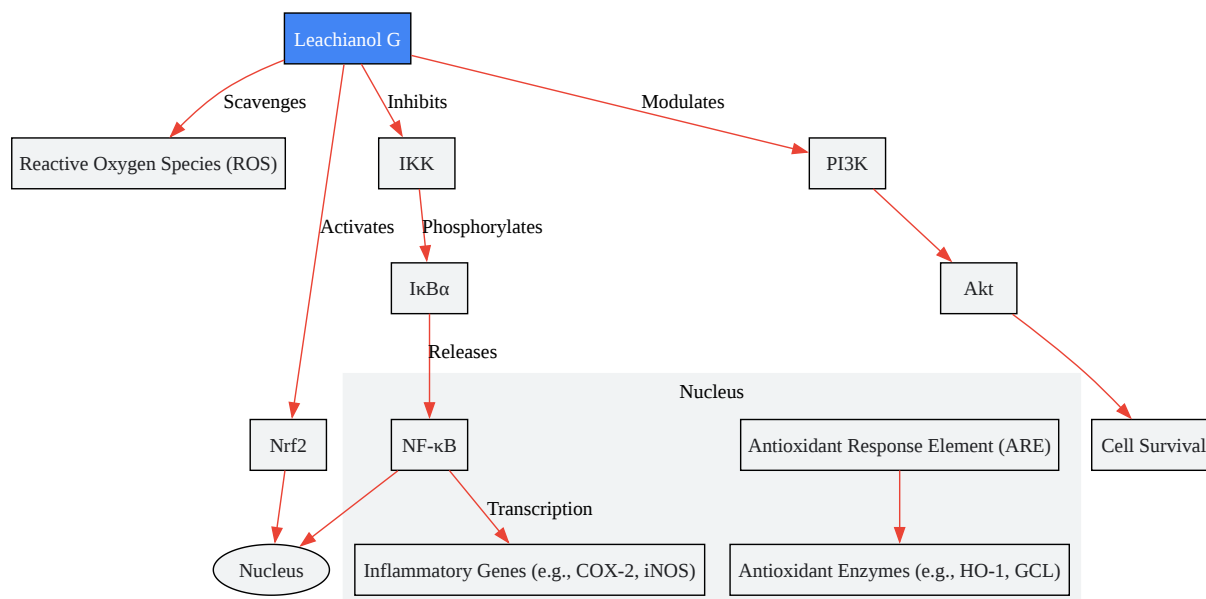 Leachianol G
Scavenges
Inhibits
Modulates
Reactive Oxygen Species (ROS)
IKK
PI3K
Activates
Phosphorylates
IκBα
Akt
Releases
Nucleus
Nrf2
NF-κB
Antioxidant Response Element (ARE)
Cell Survival
Transcription
Nucleus
Inflammatory Genes (e.g., COX-2, iNOS)
Antioxidant Enzymes (e.g., HO-1, GCL)